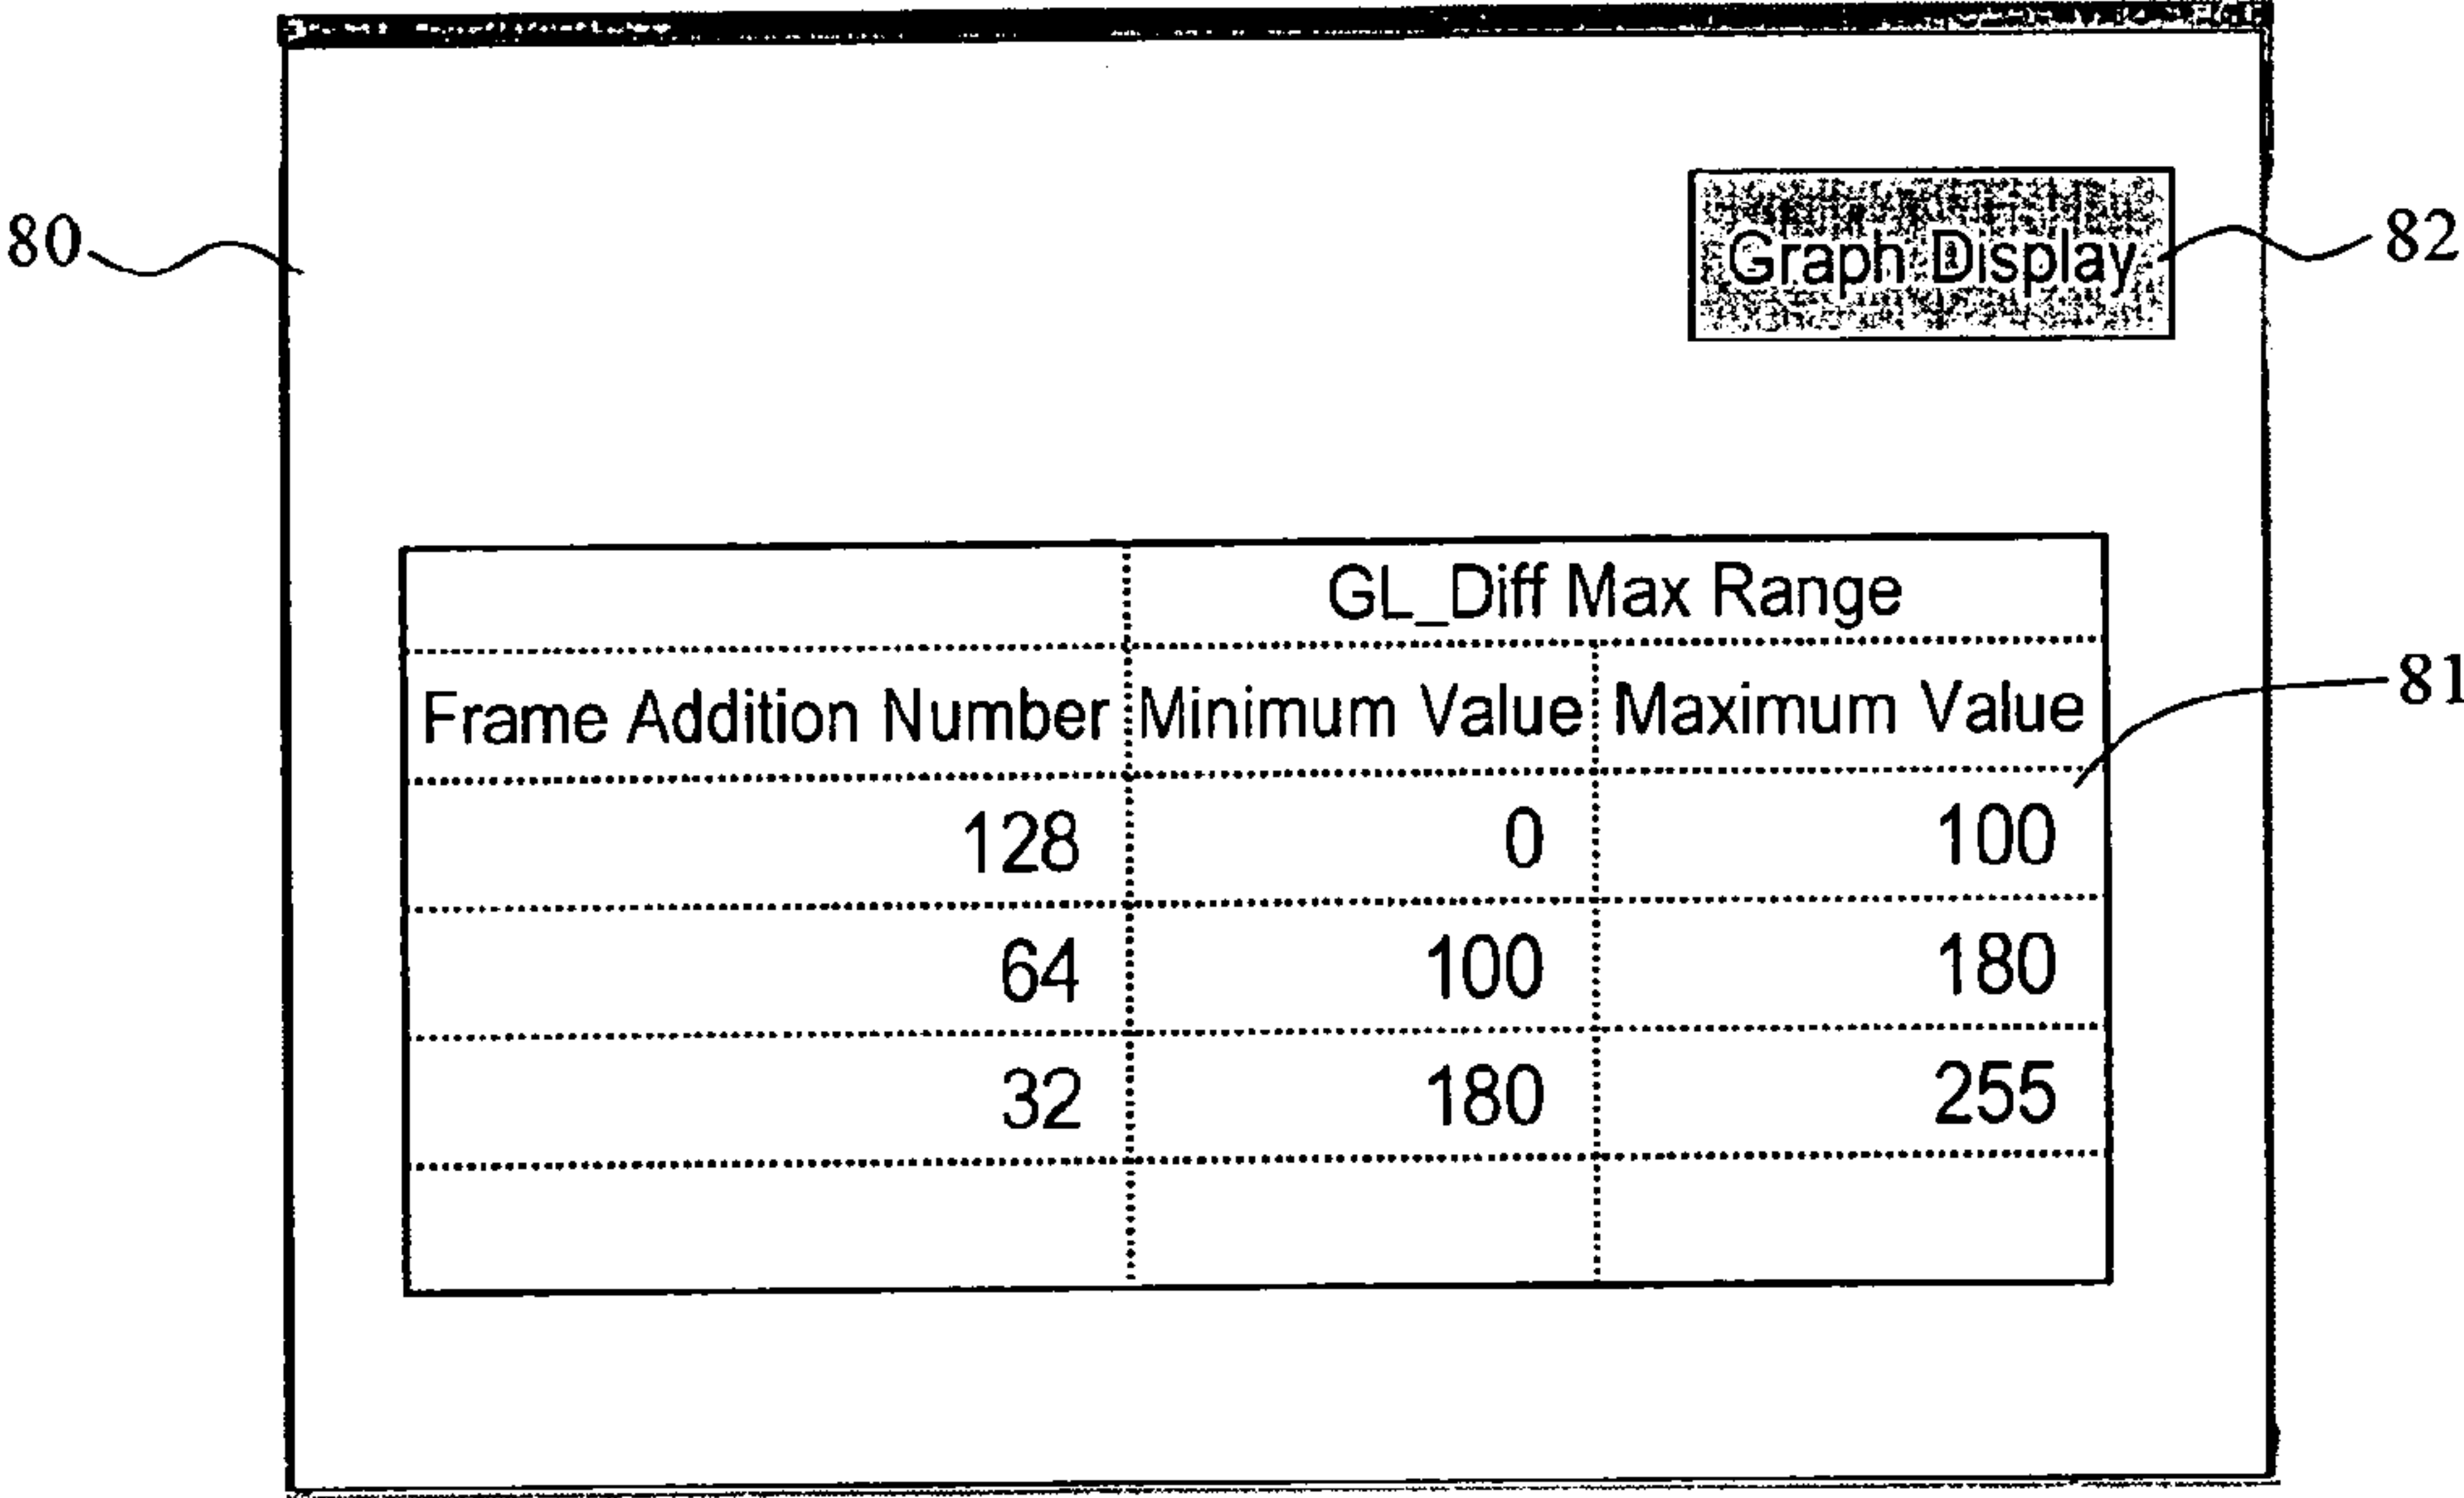 80
Graph Display
82
GL_Diff Max Range
Frame Addition Number Minimum Value Maximum Value
81
128 0 100
64 100 180
32 180 255